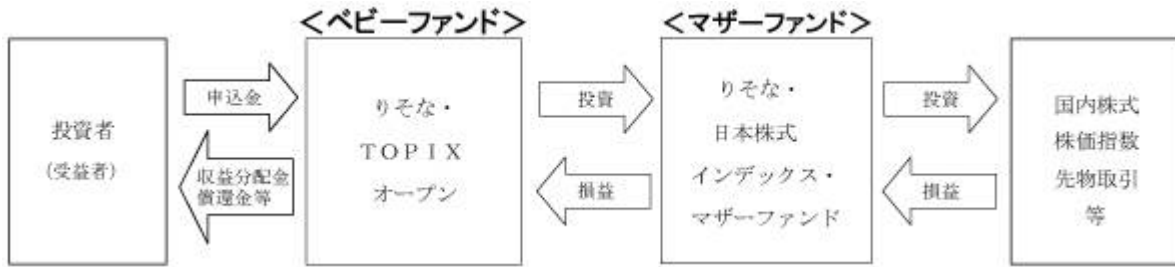 <ベビーファンド>
<マザーファンド>
投資者
(受益者)
申込金
収益分配金
償還金等
りそな・
TOPIX
オープン
投資
損益
りそな・
日本株式
インデックス・
マザーファンド
投資
損益
国内株式
株価指数
先物取引
等